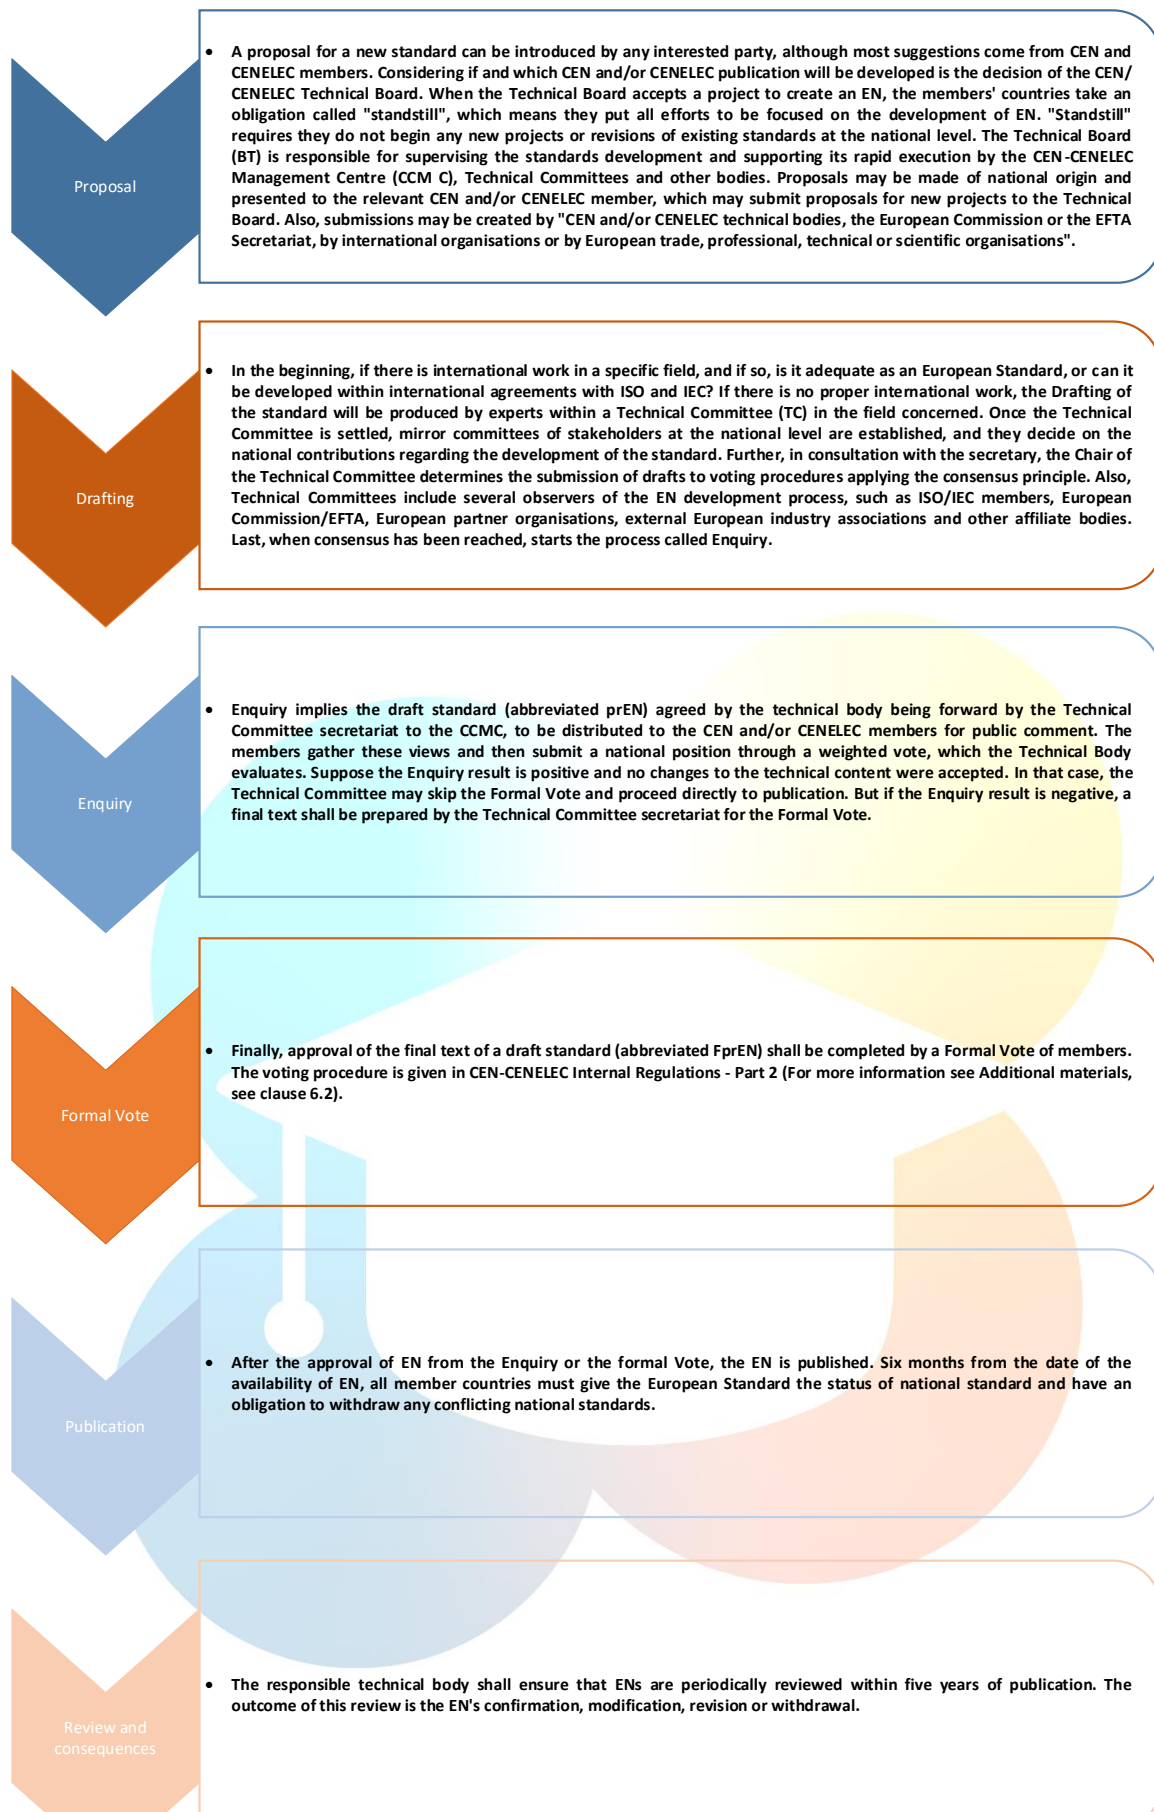 Proposal
• A proposal for a new standard can be introduced by any interested party, although most suggestions come from CEN and
CENELEC members. Considering if and which CEN and/or CENELEC publication will be developed is the decision of the CEN/
CENELEC Technical Board. When the Technical Board accepts a project to create an EN, the members' countries take an
obligation called "standstill", which means they put all efforts to be focused on the development of EN. "Standstill"
requires they do not begin any new projects or revisions of existing standards at the national level. The Technical Board
(BT) is responsible for supervising the standards development and supporting its rapid execution by the CEN-CENELEC
Management Centre (CCM C), Technical Committees and other bodies. Proposals may be made of national origin and
presented to the relevant CEN and/or CENELEC member, which may submit proposals for new projects to the Technical
Board. Also, submissions may be created by "CEN and/or CENELEC technical bodies, the European Commission or the EFTA
Secretariat, by international organisations or by European trade, professional, technical or scientific organisations".
Drafting
• In the beginning, if there is international work in a specific field, and if so, is it adequate as an European Standard, or can it
be developed within international agreements with ISO and IEC? If there is no proper international work, the Drafting of
the standard will be produced by experts within a Technical Committee (TC) in the field concerned. Once the Technical
Committee is settled, mirror committees of stakeholders at the national level are established, and they decide on the
national contributions regarding the development of the standard. Further, in consultation with the secretary, the Chair of
the Technical Committee determines the submission of drafts to voting procedures applying the consensus principle. Also,
Technical Committees include several observers of the EN development process, such as ISO/IEC members, European
Commission/EFTA, European partner organisations, external European industry associations and other affiliate bodies.
Last, when consensus has been reached, starts the process called Enquiry.
Enquiry
• Enquiry implies the draft standard (abbreviated prEN) agreed by the technical body being forward by the Technical
Committee secretariat to the CCMC, to be distributed to the CEN and/or CENELEC members for public comment. The
members gather these views and then submit a national position through a weighted vote, which the Technical Body
evaluates. Suppose the Enquiry result is positive and no changes to the technical content were accepted. In that case, the
Technical Committee may skip the Formal Vote and proceed directly to publication. But if the Enquiry result is negative, a
final text shall be prepared by the Technical Committee secretariat for the Formal Vote.
Formal Vote
• Finally, approval of the final text of a draft standard (abbreviated FprEN) shall be completed by a Formal Vote of members.
The voting procedure is given in CEN-CENELEC Internal Regulations - Part 2 (For more information see Additional materials,
see clause 6.2).
Publication
• After the approval of EN from the Enquiry or the formal Vote, the EN is published. Six months from the date of the
availability of EN, all member countries must give the European Standard the status of national standard and have an
obligation to withdraw any conflicting national standards.
Review and
consequences
• The responsible technical body shall ensure that ENs are periodically reviewed within five years of publication. The
outcome of this review is the EN's confirmation, modification, revision or withdrawal.